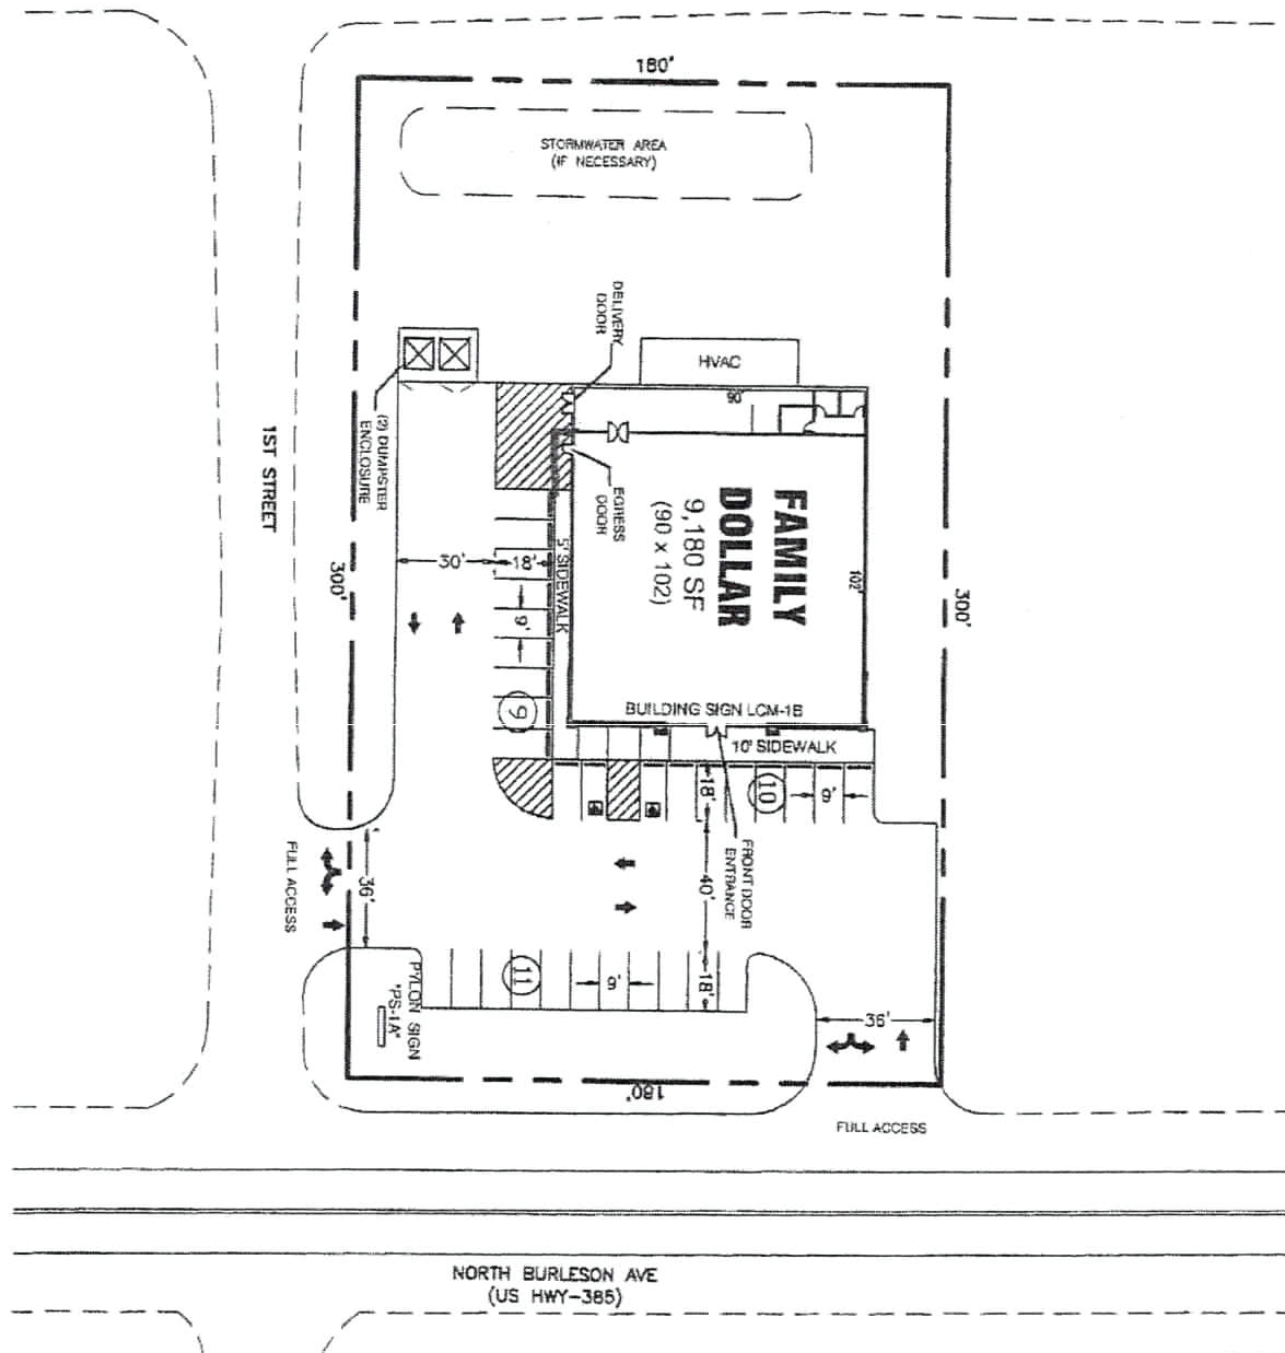 180'
STORMWATER AREA
(IF NECESSARY)
DELIVERY
DOOR
HVAC
90'
(2) DUMPSTER
ENCLOSURE
1ST STREET
EGRESS
DOOR
FAMILY
DOLLAR
9,180 SF
(90 x 102)
102'
30'
18'
5' SIDEWALK
300'
300'
9'
9
BUILDING SIGN LCM-1B
10' SIDEWALK
18'
10
9'
FRONT DOOR
ENTRANCE
FULL ACCESS
36'
40'
PYLON SIGN
"PS-1A"
11
9'
18'
36'
180'
FULL ACCESS
NORTH BURLESON AVE
(US HWY-385)